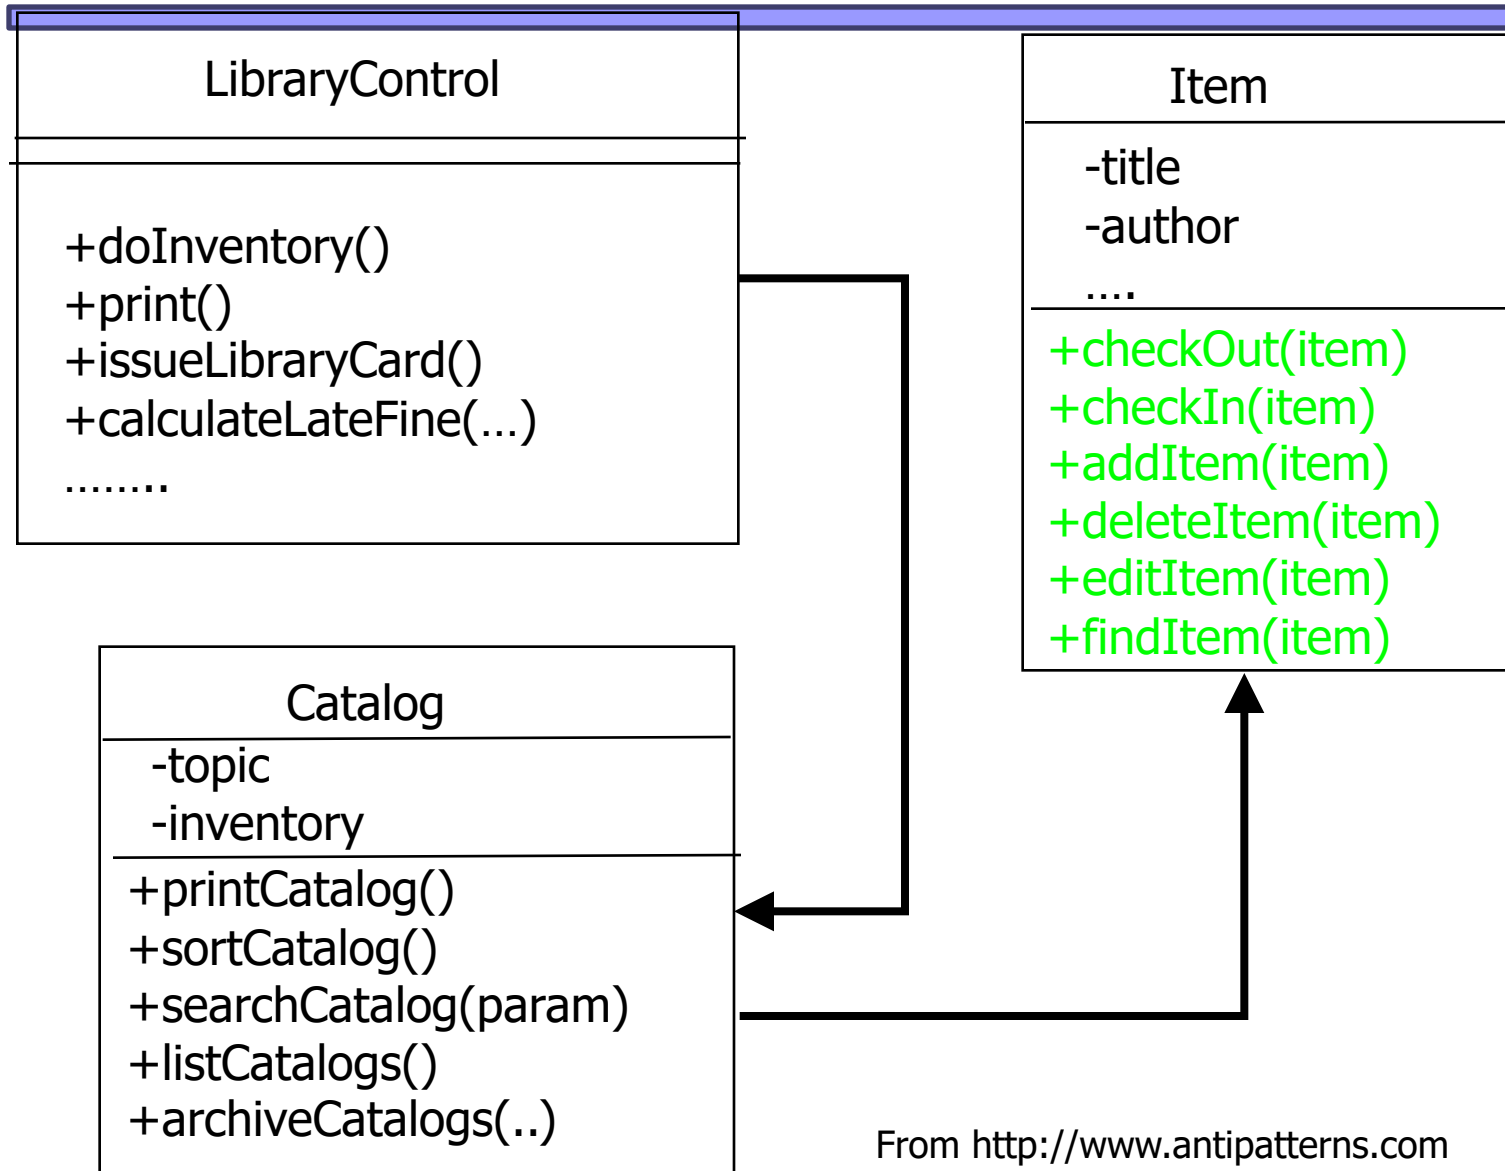 LibraryControl
+doInventory()
+print()
+issueLibraryCard()
+calculateLateFine(…)
……..
Item
-title
-author
….
+checkOut(item)
+checkIn(item)
+addItem(item)
+deleteItem(item)
+editItem(item)
+findItem(item)
Catalog
-topic
-inventory
+printCatalog()
+sortCatalog()
+searchCatalog(param)
+listCatalogs()
+archiveCatalogs(..)
From http://www.antipatterns.com